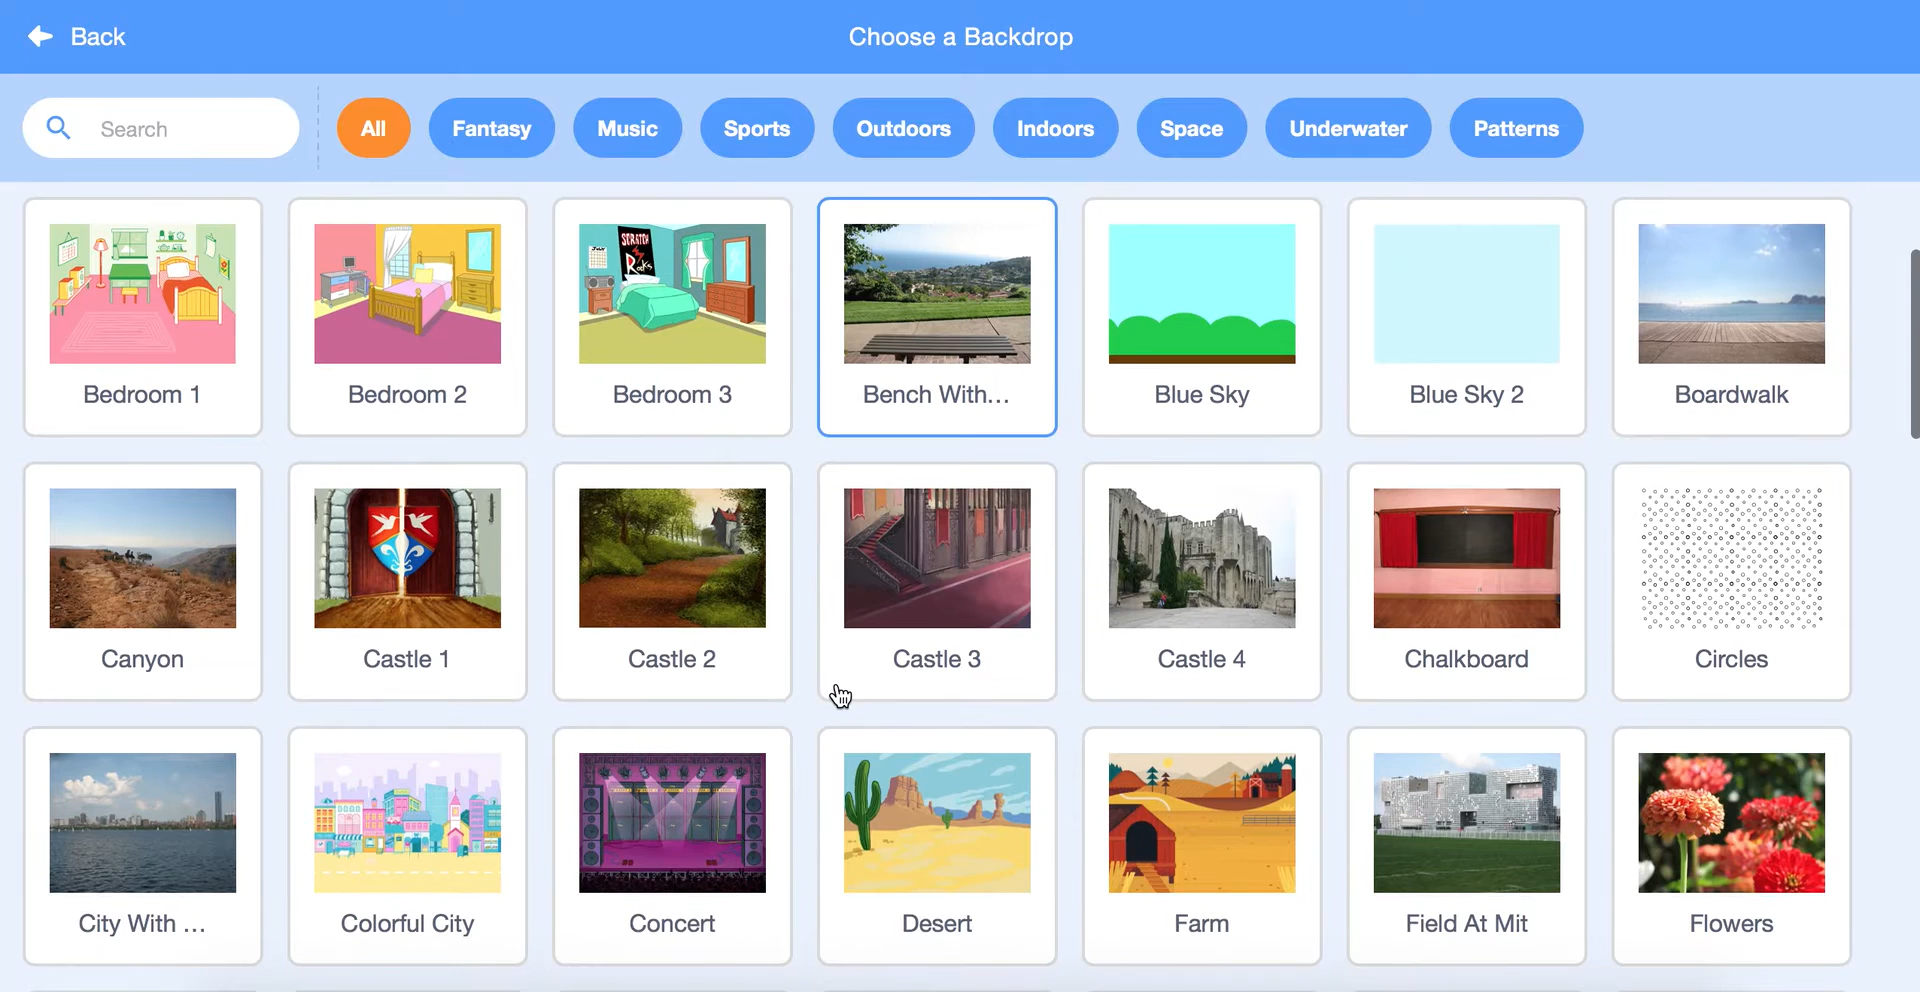 Back
Choose a Backdrop
Search
All
Fantasy
Music
Sports
Outdoors
Indoors
Space
Underwater
Patterns
SCRATCH
Rocks
Bedroom 1
Bedroom 2
Bedroom 3
Bench With...
Blue Sky
Blue Sky 2
Boardwalk
Canyon
Castle 1
Castle 2
Castle 3
Castle 4
Chalkboard
Circles
City With ...
Colorful City
Concert
Desert
Farm
Field At Mit
Flowers